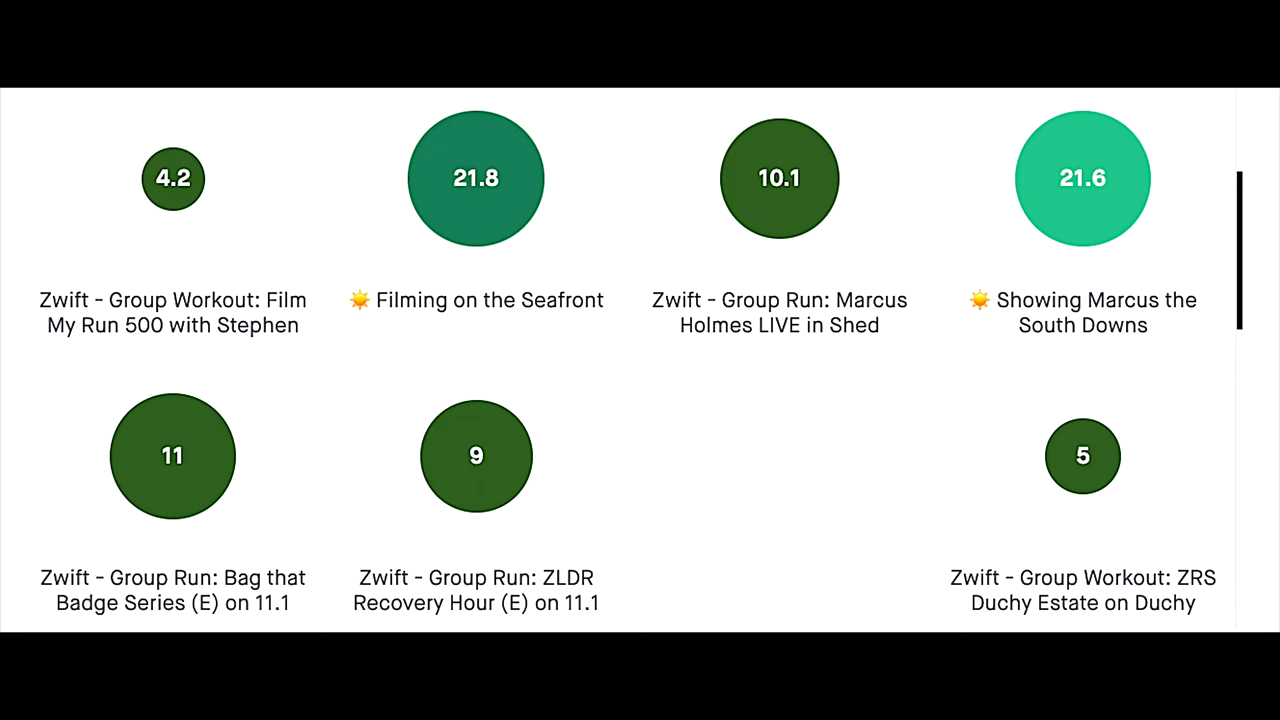 4.2
21.8
10.1
21.6
Zwift - Group Workout: Film
My Run 500 with Stephen
☀️ Filming on the Seafront
Zwift - Group Run: Marcus
Holmes LIVE in Shed
☀️ Showing Marcus the
South Downs
11
9
5
Zwift - Group Run: Bag that
Badge Series (E) on 11.1
Zwift - Group Run: ZLDR
Recovery Hour (E) on 11.1
Zwift - Group Workout: ZRS
Duchy Estate on Duchy